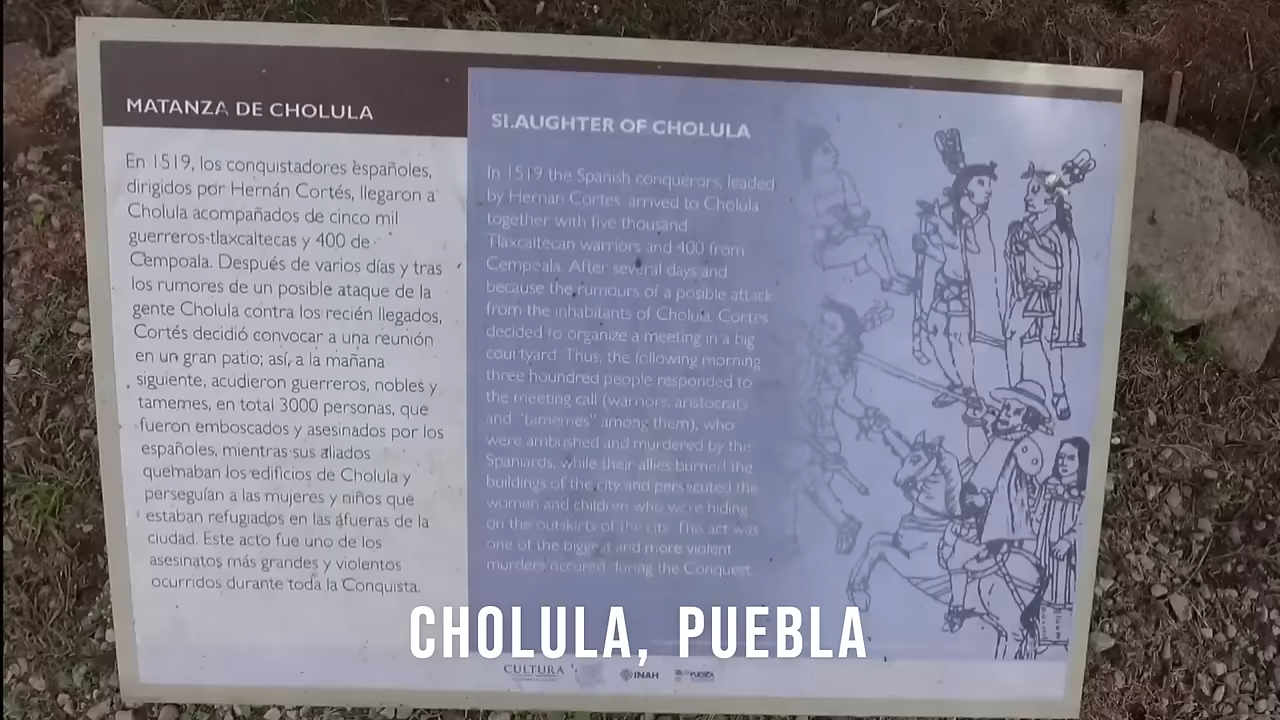 MATANZA DE CHOLULA
En 1519, los conquistadores españoles,
dirigidos por Hernán Cortés, llegaron a
Cholula acompañados de cinco mil
guerreros tlaxcaltecas y 400 de
Cempoala. Después de varios días y tras
los rumores de un posible ataque de la
gente Cholula contra los recién llegados,
Cortés decidió convocar a una reunión
en un gran patio; así, a la mañana
siguiente, acudieron guerreros, nobles y
tamemes, en total 3000 personas, que
fueron emboscados y asesinados por los
españoles, mientras sus aliados
quemaban los edificios de Cholula y
perseguían a las mujeres y niños que
estaban refugiados en las áfueras de la
ciudad. Este acto fue uno de los
asesinatos más grandes y violentos
ocurridos durante toda la Conquista.
SLAUGHTER OF CHOLULA
In 1519 the Spanish conquerors, leaded
by Hernan Cortes, arrived to Cholula
together with five thousand
Tlaxcaltecan warriors and 400 from
Cempoala. After several days and
because the rumours of a posible attack
from the inhabitants of Cholula, Cortes
decided to organize a meeting in a big
courtyard. Thus, the following morning
three houndred people responded to
the meeting call (warriors, aristocrats
and "tamemes" among them), who
were ambushed and murdered by the
Spaniards, while their allies burned the
buildings of the city and persecuted the
women and children who were hiding
on the outskirts of the city. This act was
one of the biggest and more violent
murders occured during the Conquest.
CHOLULA, PUEBLA
CULTURA
INAH
PUEBLA